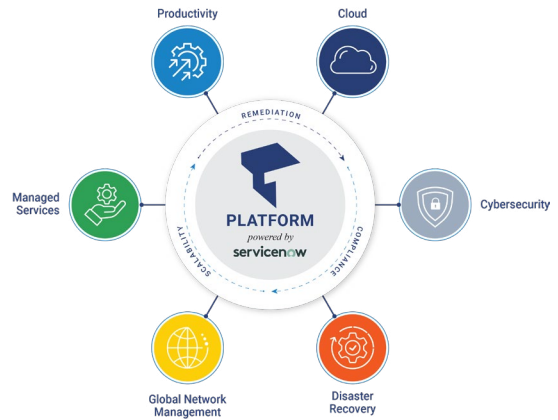 Productivity
Cloud
REMEDIATION
Managed
Services
PLATFORM
powered by
servicenow
Cybersecurity
SCALABILITY
COMPLIANCE
Global Network
Management
Disaster
Recovery